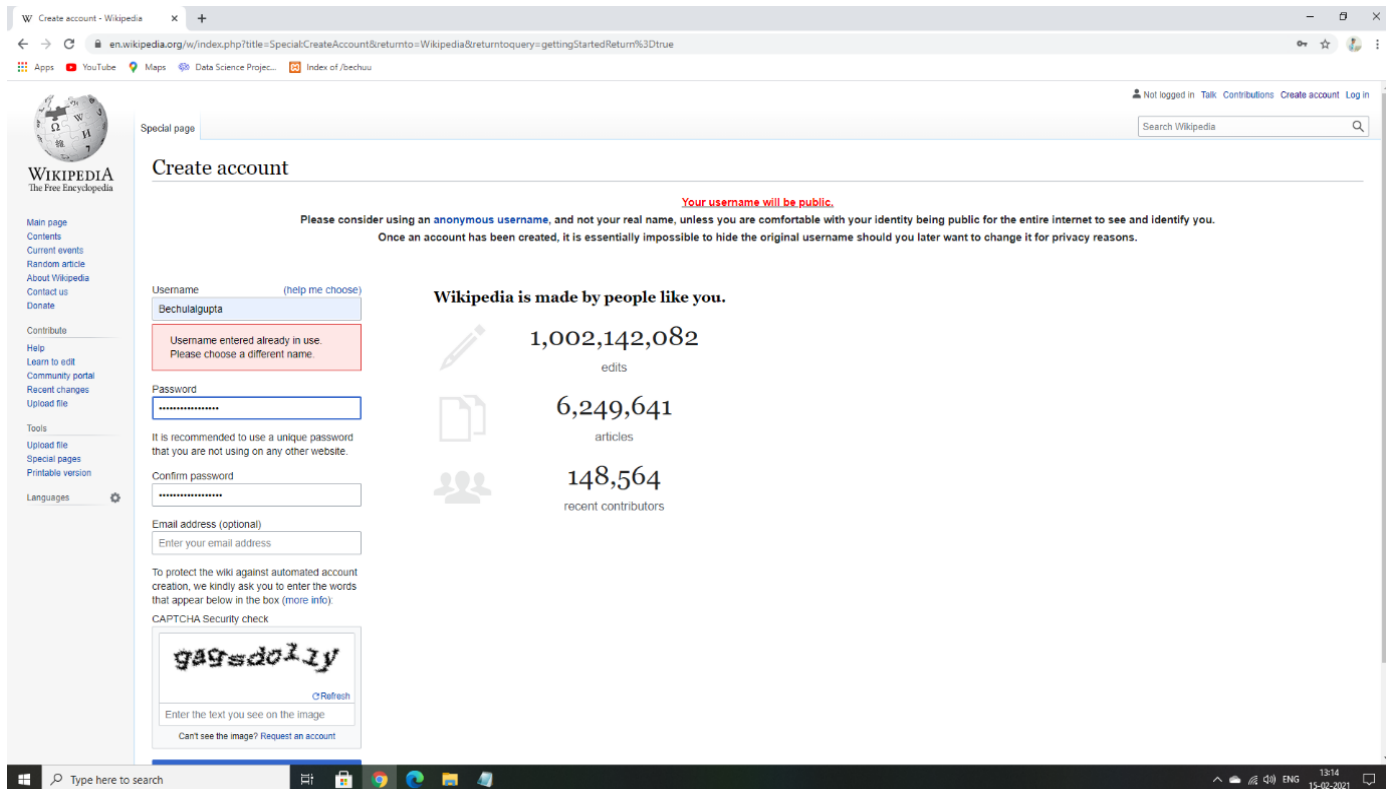 Create account - Wikipedia
en.wikipedia.org/w/index.php?title=Special:CreateAccount&returnto=Wikipedia&returntoquery=gettingStartedReturn%3Dtrue
Apps YouTube Maps Data Science Projec... Index of /bechuu
Not logged in Talk Contributions Create account Log in
Special page
Search Wikipedia
WIKIPEDIA
The Free Encyclopedia
Main page
Contents
Current events
Random article
About Wikipedia
Contact us
Donate
Contribute
Help
Learn to edit
Community portal
Recent changes
Upload file
Tools
Upload file
Special pages
Printable version
Languages
Create account
Your username will be public.
Please consider using an anonymous username, and not your real name, unless you are comfortable with your identity being public for the entire internet to see and identify you.
Once an account has been created, it is essentially impossible to hide the original username should you later want to change it for privacy reasons.
Username (help me choose)
Bechulalgupta
Username entered already in use.
Please choose a different name.
Password
It is recommended to use a unique password
that you are not using on any other website.
Confirm password
Email address (optional)
Enter your email address
To protect the wiki against automated account
creation, we kindly ask you to enter the words
that appear below in the box (more info):
CAPTCHA Security check
gagsdolly
Refresh
Enter the text you see on the image
Can't see the image? Request an account
Wikipedia is made by people like you.
1,002,142,082
edits
6,249,641
articles
148,564
recent contributors
Type here to search
ENG
13:14
15-02-2021